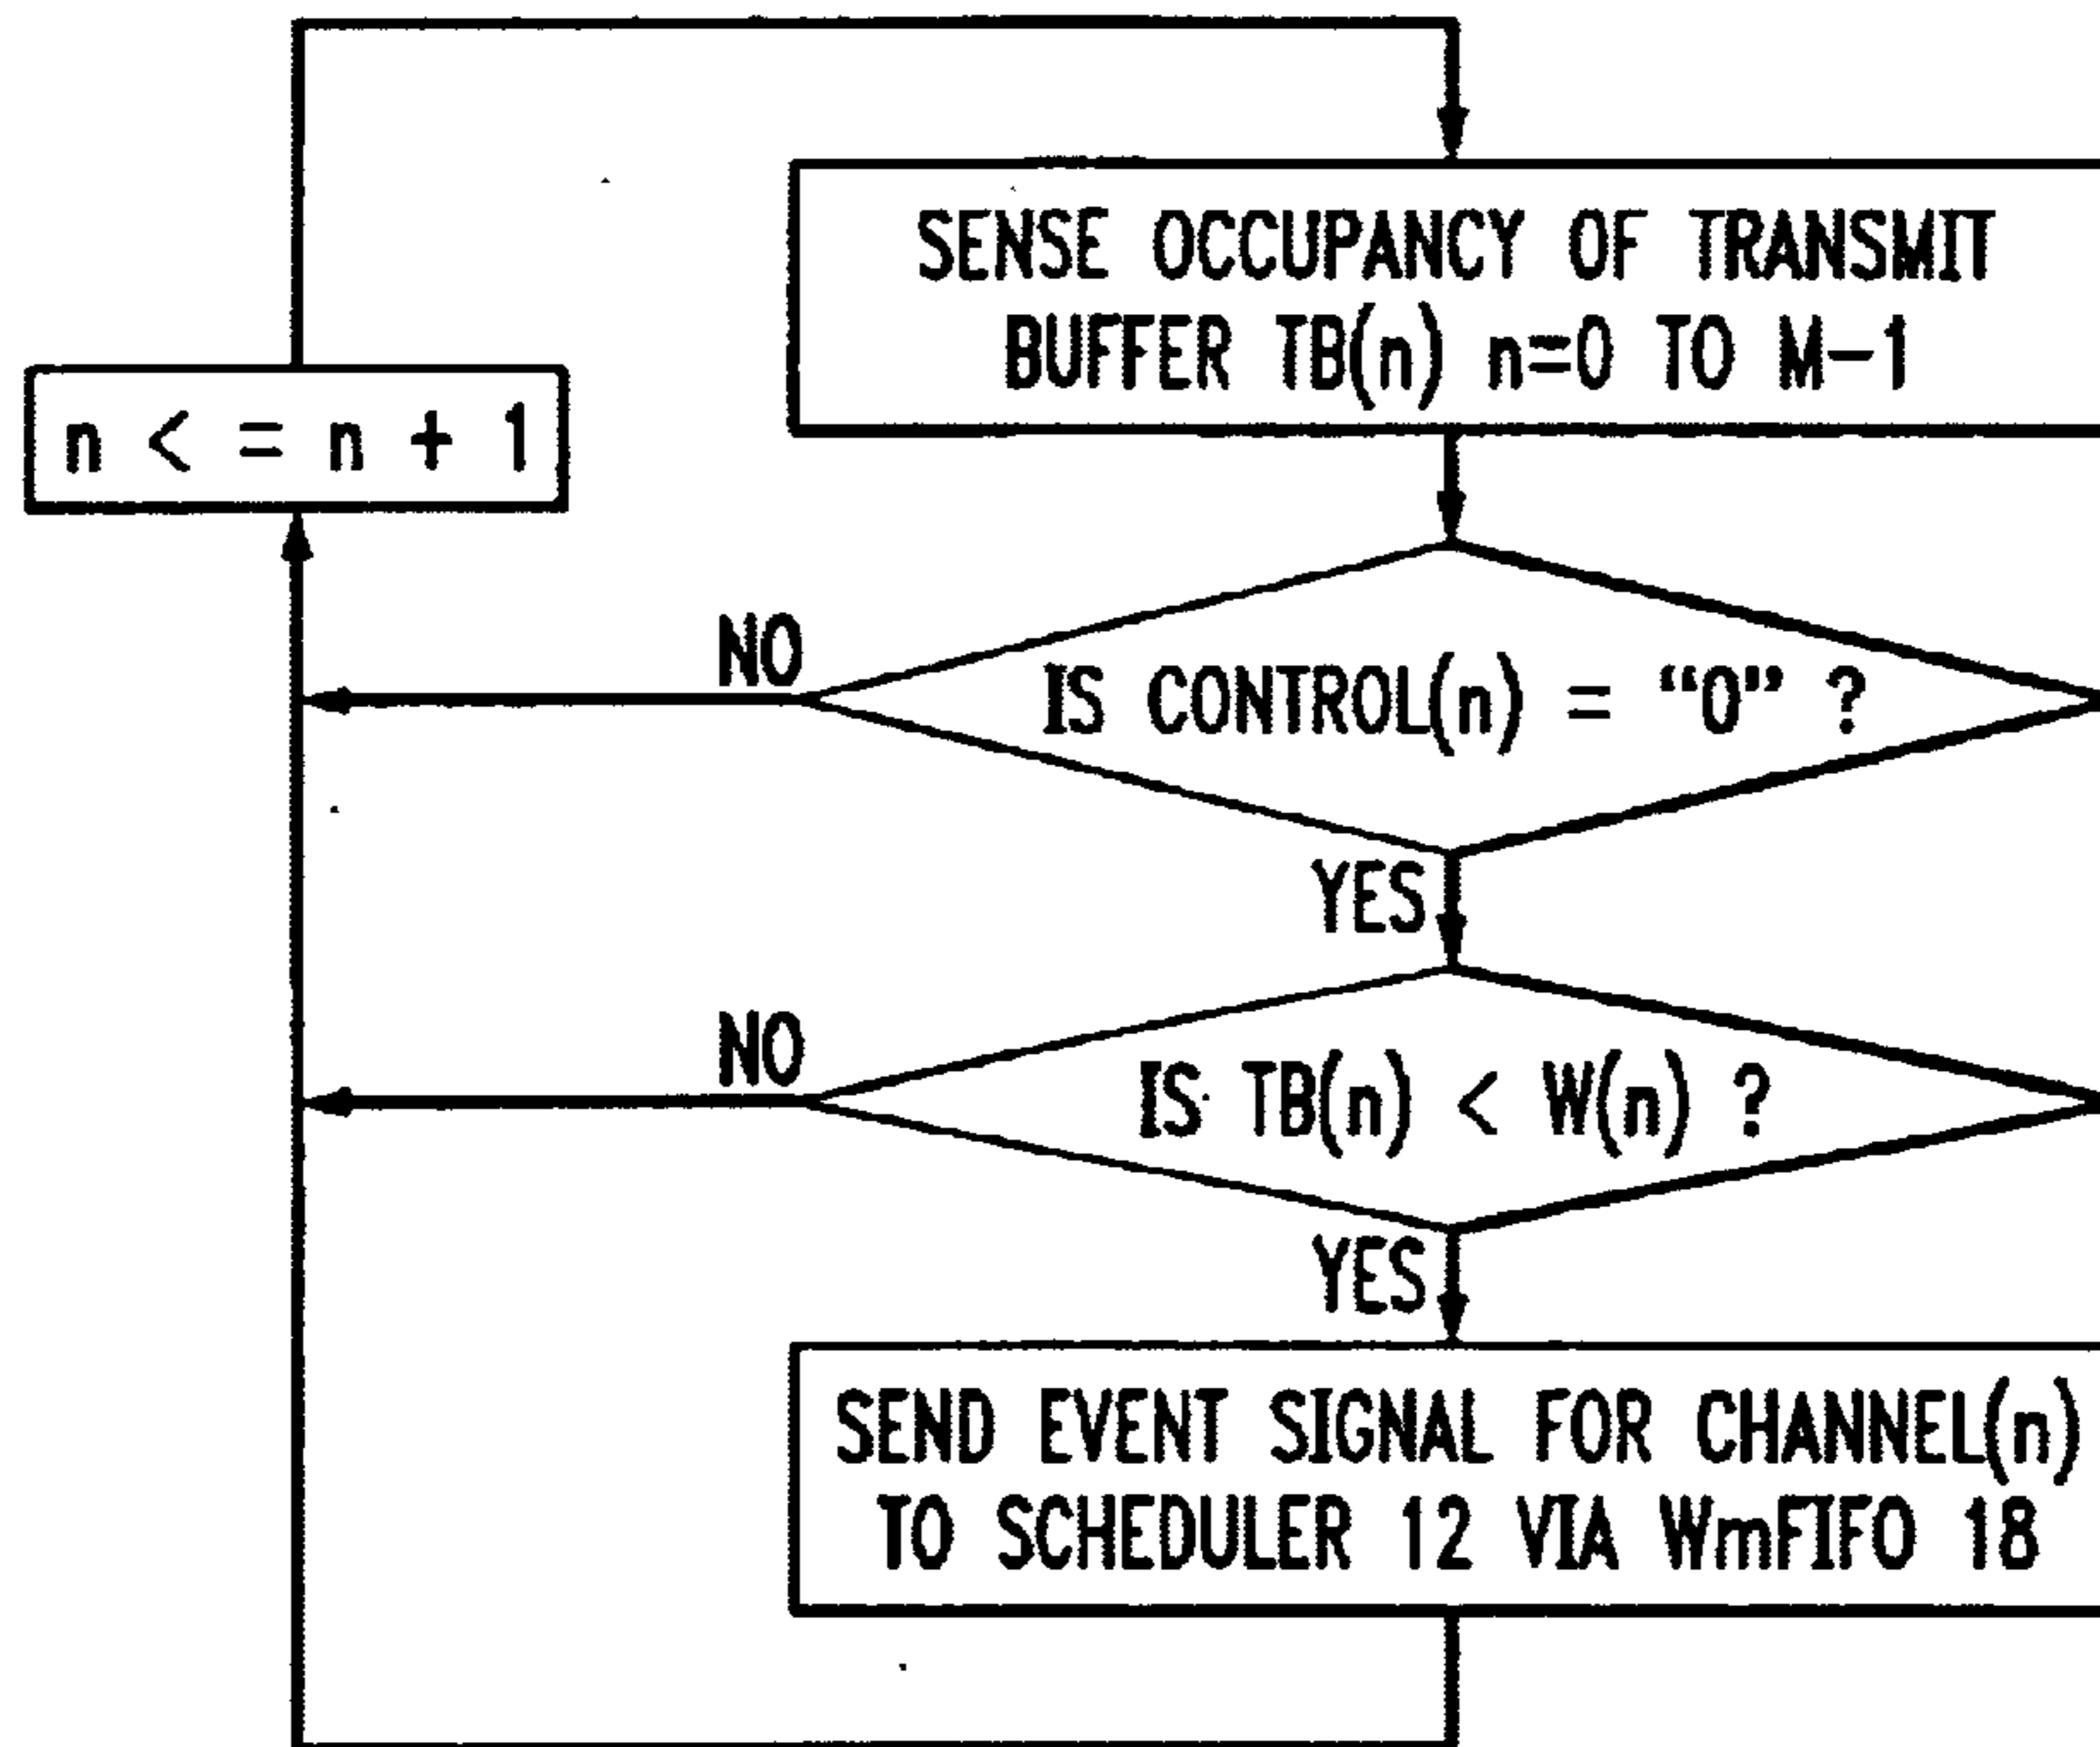 SENSE OCCUPANCY OF TRANSMIT
BUFFER TB(n) n=0 TO M-1
n < = n + 1
NO
IS CONTROL(n) = “0” ?
YES
NO
IS TB(n) < W(n) ?
YES
SEND EVENT SIGNAL FOR CHANNEL(n)
TO SCHEDULER 12 VIA WmFIFO 18